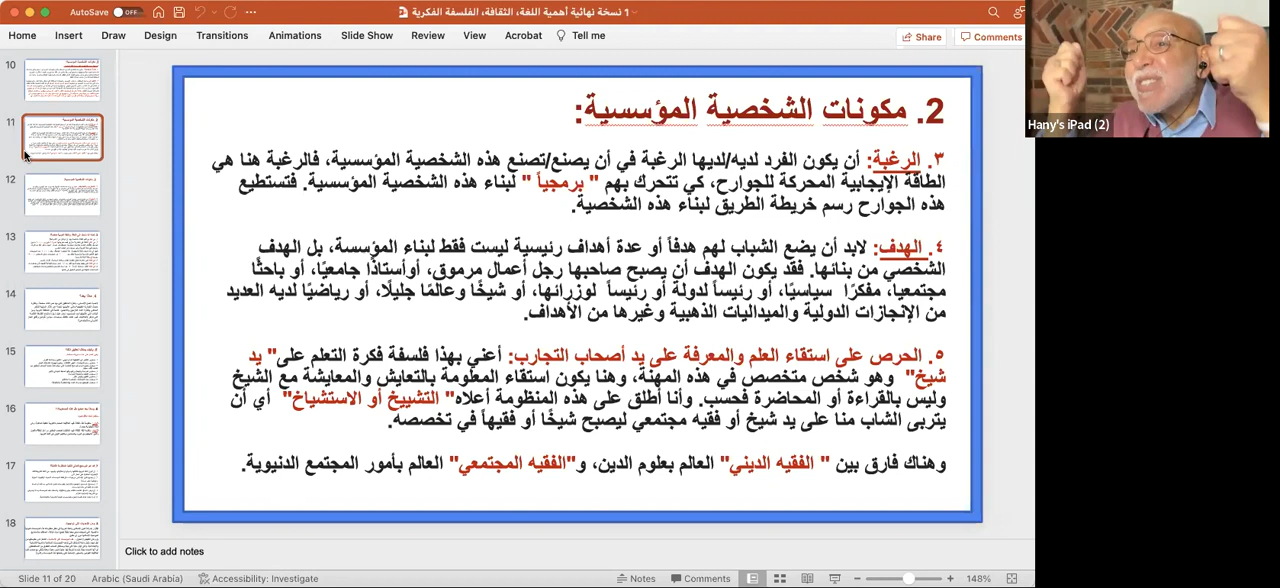 AutoSave OFF
1 نسخة نهائية أهمية اللغة، الثقافة، الفلسفة الفكرية
Home Insert Draw Design Transitions Animations Slide Show Review View Acrobat Tell me Share Comments
Hany's iPad (2)
10
11
12
13
14
15
16
17
18
2. مكونات الشخصية المؤسسية:
٣. الرغبة: أن يكون الفرد لديه/لديها الرغبة في أن يصنع/تصنع هذه الشخصية المؤسسية، فالرغبة هنا هي
الطاقة الإيجابية المحركة للجوارح، كي تتحرك بهم " برمجياً " لبناء هذه الشخصية المؤسسية. فتستطيع
هذه الجوارح رسم خريطة الطريق لبناء هذه الشخصية.
٤. الهدف: لابد أن يضع الشباب لهم هدفاً أو عدة أهداف رئيسية ليست فقط لبناء المؤسسة، بل الهدف
الشخصي من بنائها. فقد يكون الهدف أن يصبح صاحبها رجل أعمال مرموق، أوأستاذًا جامعيًا، أو باحثًا
مجتمعيا، مفكرًا سياسيًا، أو رئيساً لدولة أو رئيساً لوزرائها، أو شيخًا وعالمًا جليلًا، أو رياضيًا لديه العديد
من الإنجازات الدولية والميداليات الذهبية وغيرها من الأهداف.
٥. الحرص على استقاء العلم والمعرفة على يد أصحاب التجارب: أعني بهذا فلسفة فكرة التعلم على" يد
شيخ" وهو شخص متخصص في هذه المهنة، وهنا يكون استقاء المعلومة بالتعايش والمعايشة مع الشيخ
وليس بالقراءة أو المحاضرة فحسب. وأنا أطلق على هذه المنظومة أعلاه" التشييخ أو الاستشياخ" أي أن
يتربى الشاب منا على يد شيخ أو فقيه مجتمعي ليصبح شيخًا أو فقيهاً في تخصصه.
وهناك فارق بين " الفقيه الديني" العالم بعلوم الدين، و"الفقيه المجتمعي" العالم بأمور المجتمع الدنيوية.
Click to add notes
Slide 11 of 20 Arabic (Saudi Arabia) Accessibility: Investigate Notes Comments 148%